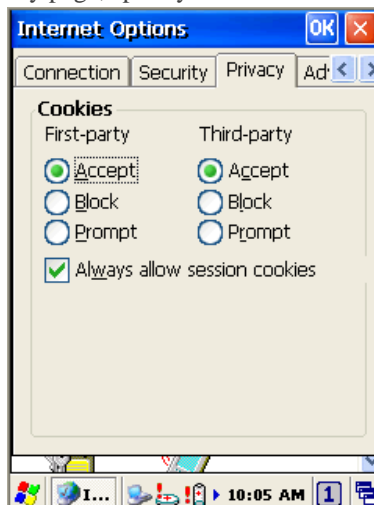 Internet Options OK
Connection Security Privacy Ad
Cookies
First-party Third-party
Accept Accept
Block Block
Prompt Prompt
Always allow session cookies
I... 10:05 AM 1